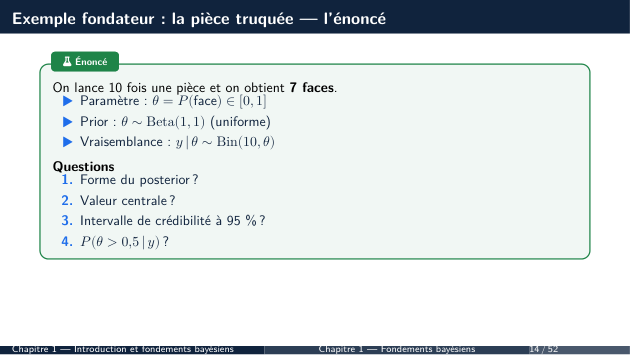 Exemple fondateur : la pièce truquée — l'énoncé
Énoncé
On lance 10 fois une pièce et on obtient 7 faces.
▶ Paramètre : θ = P(face) ∈ [0, 1]
▶ Prior : θ ∼ Beta(1, 1) (uniforme)
▶ Vraisemblance : y | θ ∼ Bin(10, θ)
Questions
1. Forme du posterior ?
2. Valeur centrale ?
3. Intervalle de crédibilité à 95 % ?
4. P(θ > 0,5 | y) ?
Chapitre 1 — Introduction et fondements bayésiens Chapitre 1 — Fondements bayésiens 14 / 52